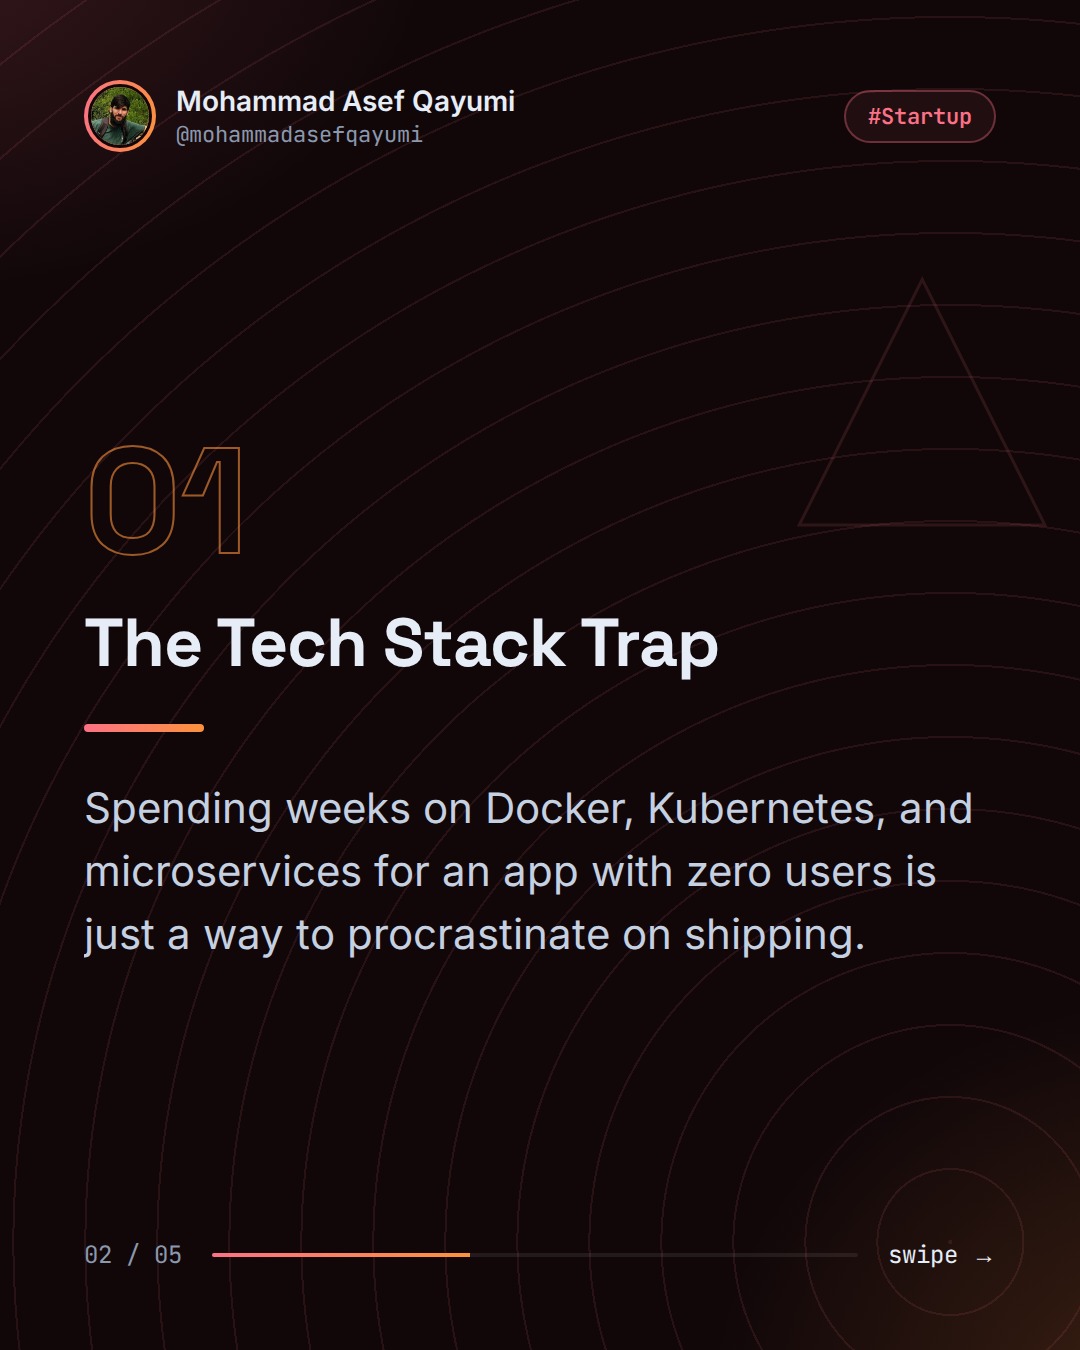 Mohammad Asef Qayumi
@mohammadasefqayumi
#Startup
01
The Tech Stack Trap
Spending weeks on Docker, Kubernetes, and
microservices for an app with zero users is
just a way to procrastinate on shipping.
02 / 05
swipe →